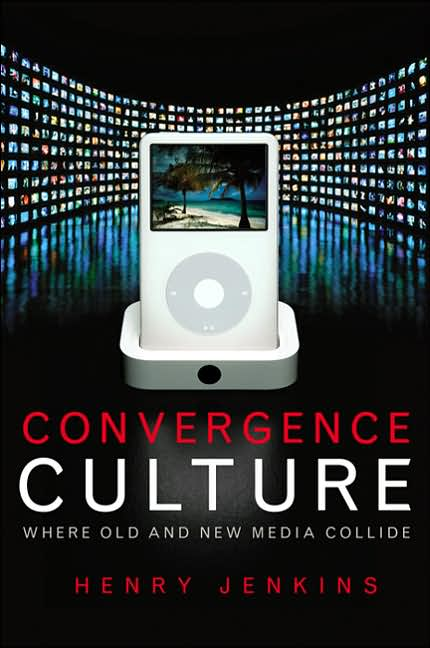 CONVERGENCE
CULTURE
WHERE OLD AND NEW MEDIA COLLIDE
HENRY JENKINS